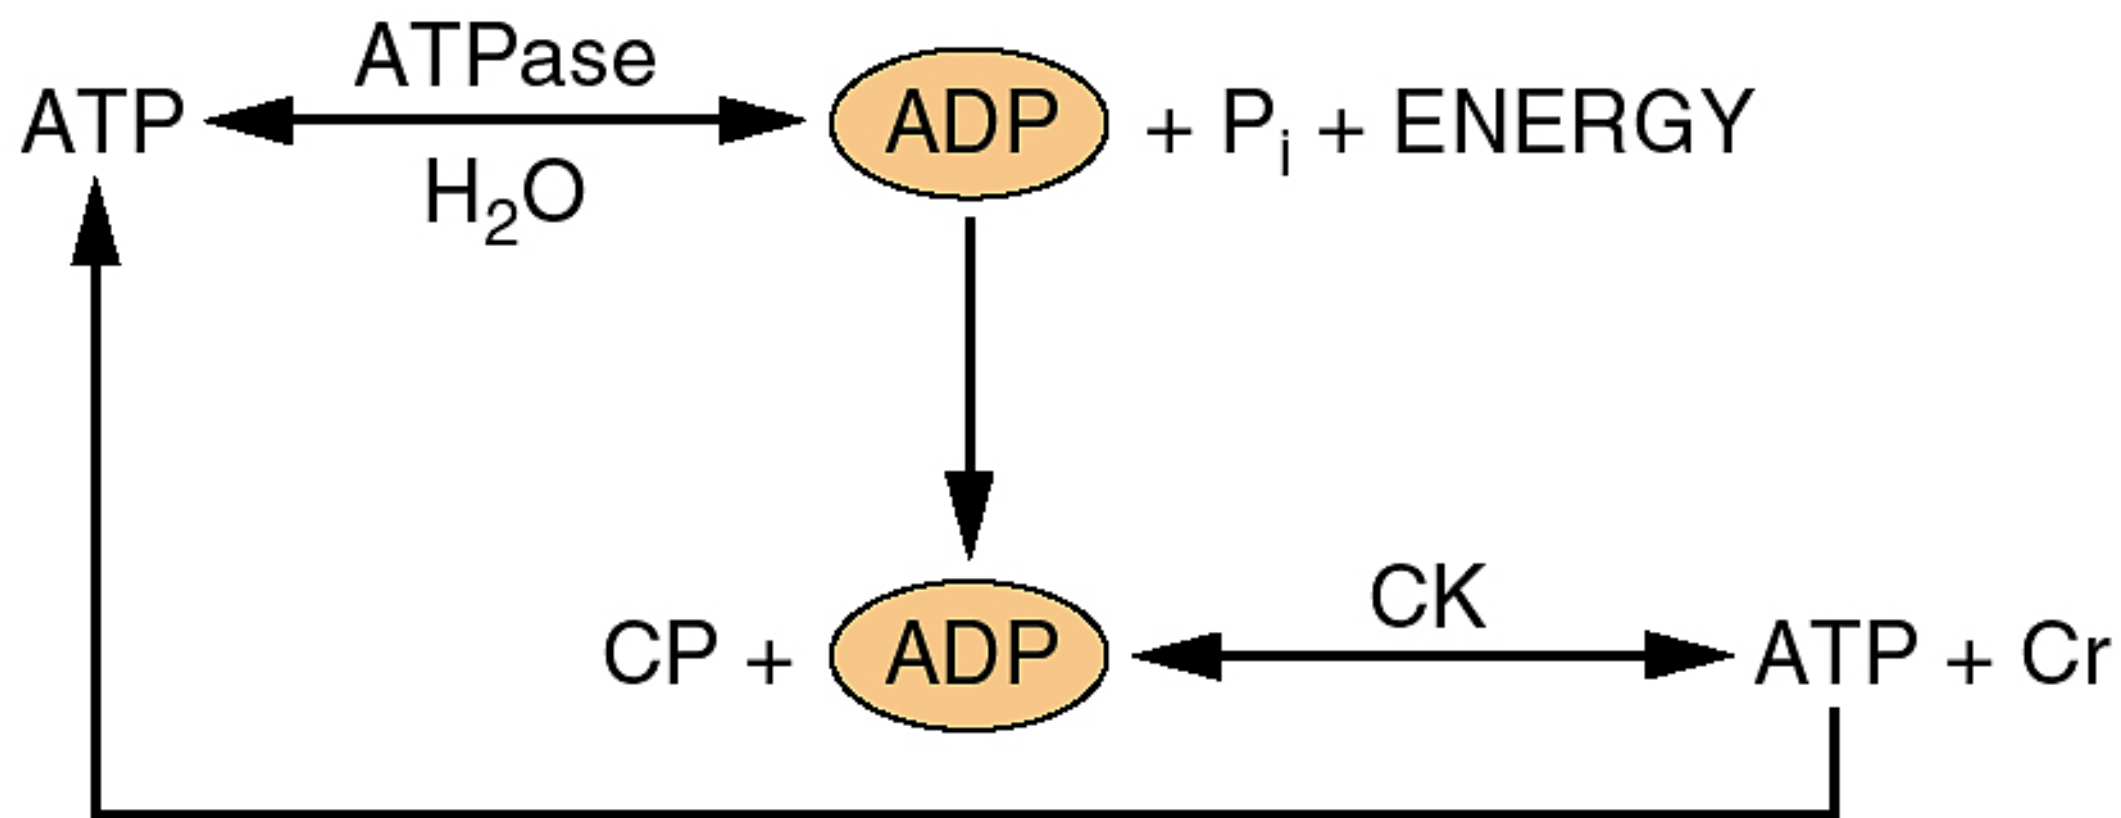 ATPase
ATP ADP + Pi + ENERGY
H2O
CK
CP + ADP ATP + Cr